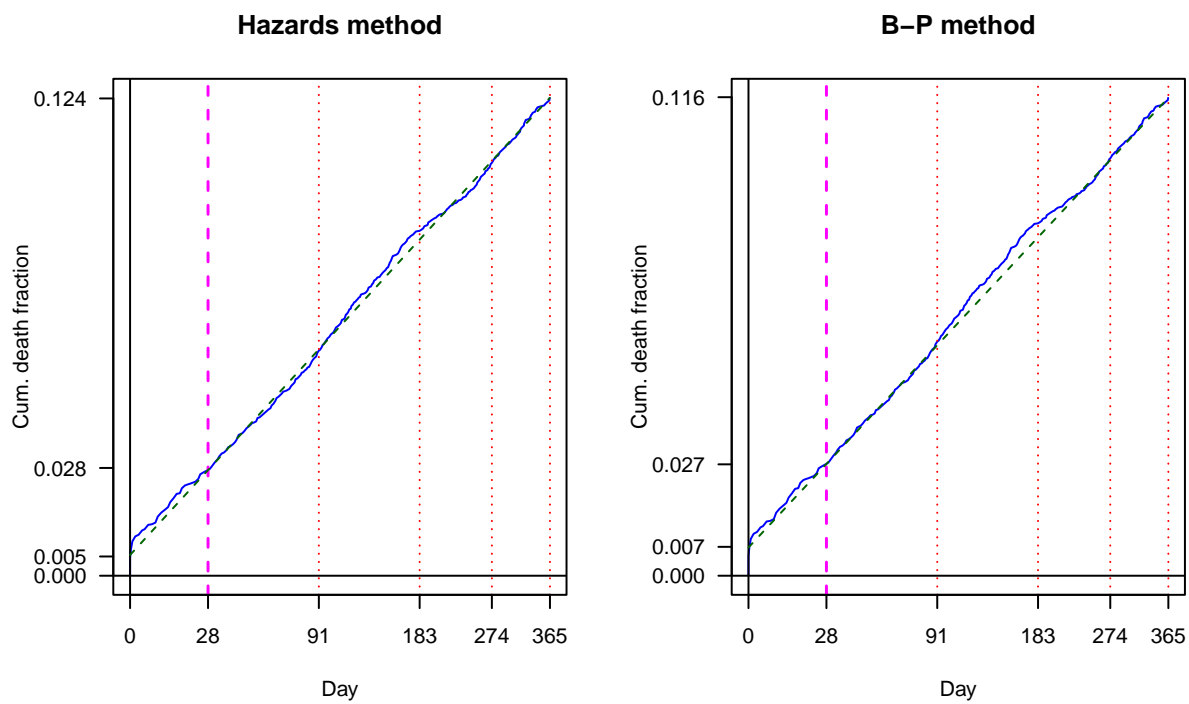 Hazards method
Cum. death fraction
0.124
0.028
0.005
0.000
0 28 91 183 274 365
Day
B−P method
Cum. death fraction
0.116
0.027
0.007
0.000
0 28 91 183 274 365
Day